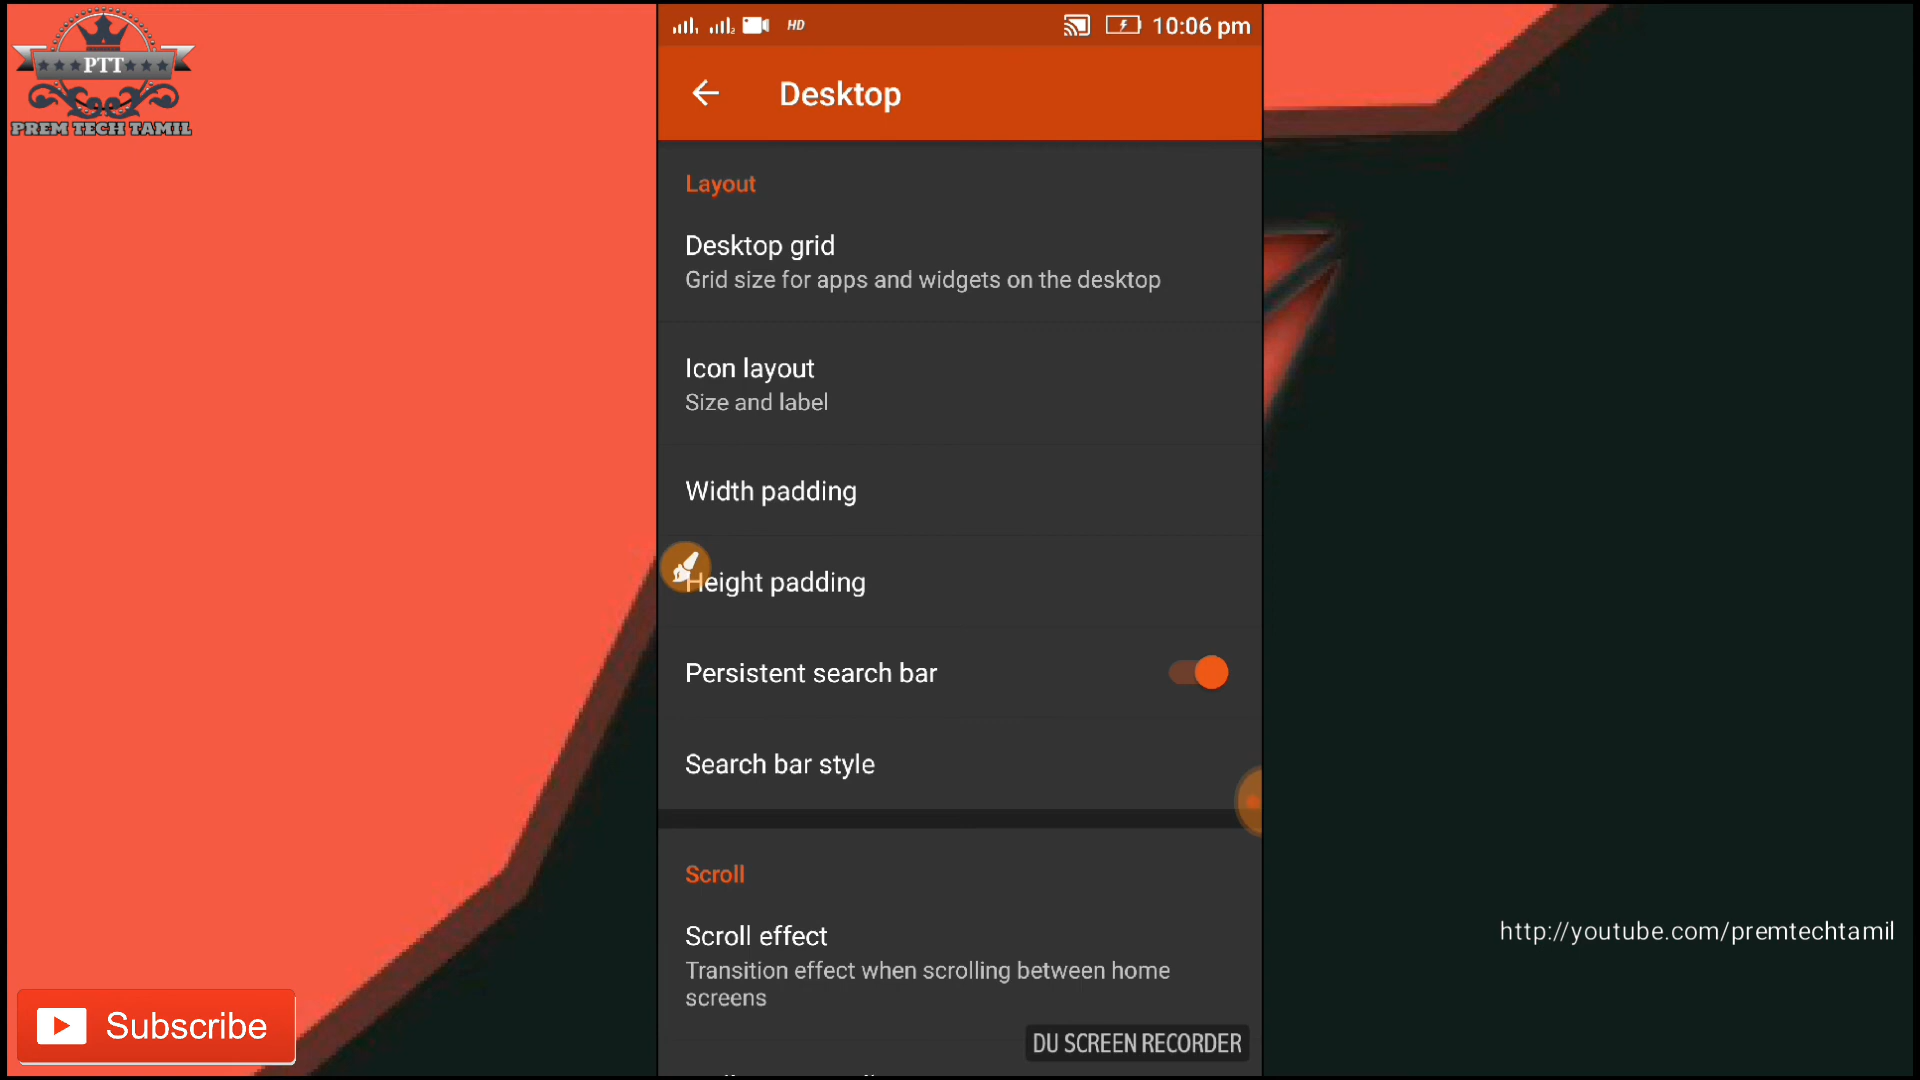 PTT
PREM TECH TAMIL
HD
10:06 pm
Desktop
Layout
Desktop grid
Grid size for apps and widgets on the desktop
Icon layout
Size and label
Width padding
Height padding
Persistent search bar
Search bar style
Scroll
Scroll effect
Transition effect when scrolling between home
screens
DU SCREEN RECORDER
http://youtube.com/premtechtamil
Subscribe